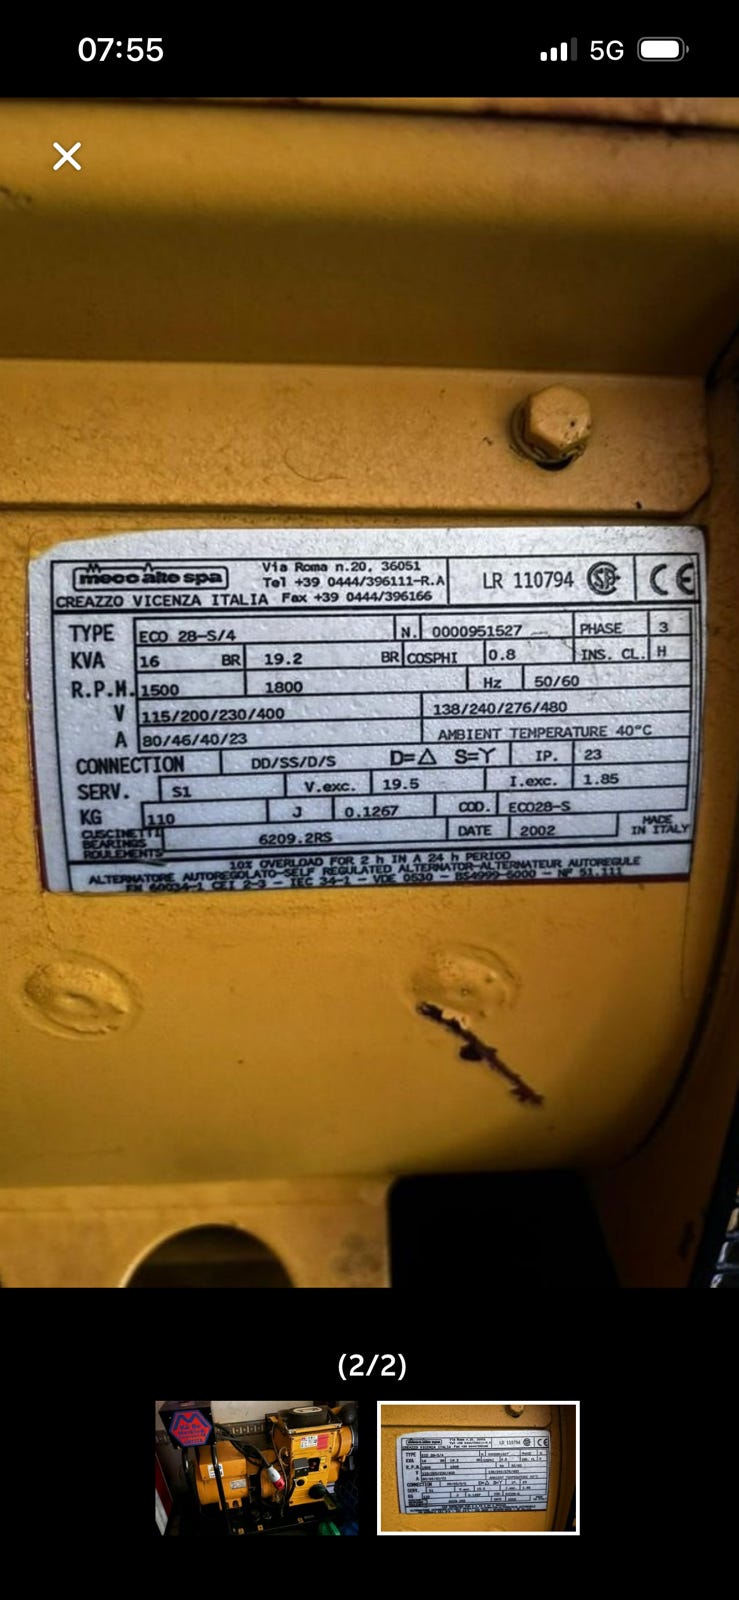 07:55 5G
mecc alte spa Via Roma n.20, 36051
Tel +39 0444/396111-R.A LR 110794 CE
CREAZZO VICENZA ITALIA Fax +39 0444/396166
TYPE ECO 28-S/4 N. 0000951527 PHASE 3
KVA 16 BR 19.2 BR COSPHI 0.8 INS. CL. H
R.P.M. 1500 1800 Hz 50/60
V 115/200/230/400 138/240/276/480
A 80/46/40/23 AMBIENT TEMPERATURE 40°C
CONNECTION DD/SS/D/S D=Δ S=Y IP. 23
SERV. S1 V.exc. 19.5 I.exc. 1.85
KG 110 J 0.1267 COD. ECO28-S
CUSCINETTI
BEARINGS 6209.2RS DATE 2002 MADE
ROULEMENTS IN ITALY
10% OVERLOAD FOR 2 h IN A 24 h PERIOD
ALTERNATORE AUTOREGOLATO-SELF REGULATED ALTERNATOR-ALTERNATEUR AUTOREGULE
EN 60034-1 CEI 2-3 - IEC 34-1 - VDE 0530 - BS4999-5000 - NF 51.111
(2/2)